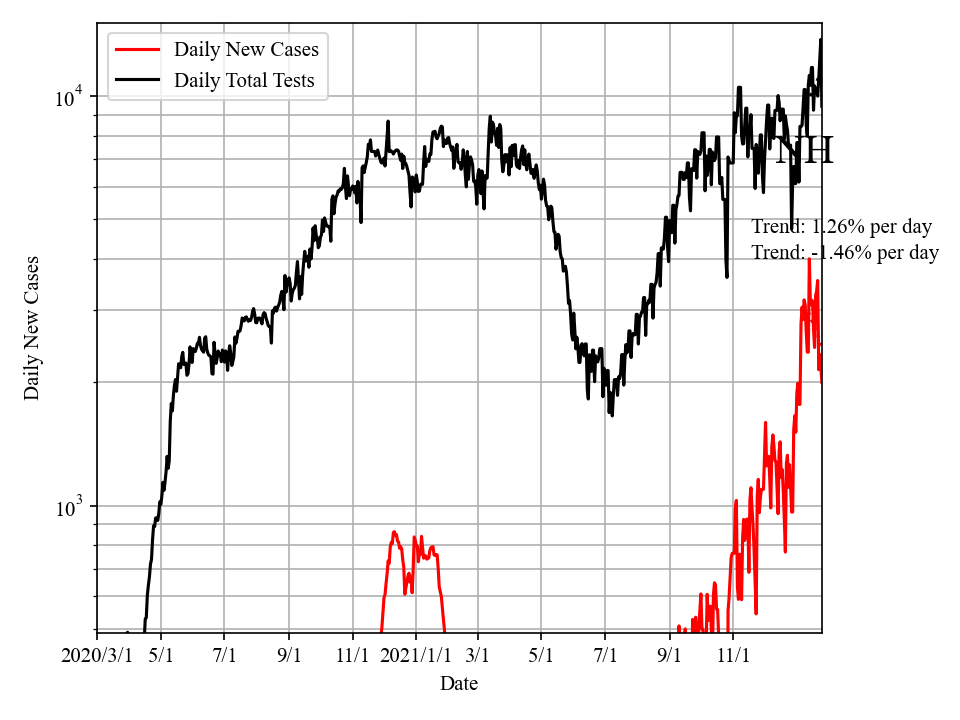 Daily New Cases
Daily Total Tests
10^4
10^3
NH
Trend: 1.26% per day
Trend: -1.46% per day
Daily New Cases
2020/3/1 5/1 7/1 9/1 11/1 2021/1/1 3/1 5/1 7/1 9/1 11/1
Date